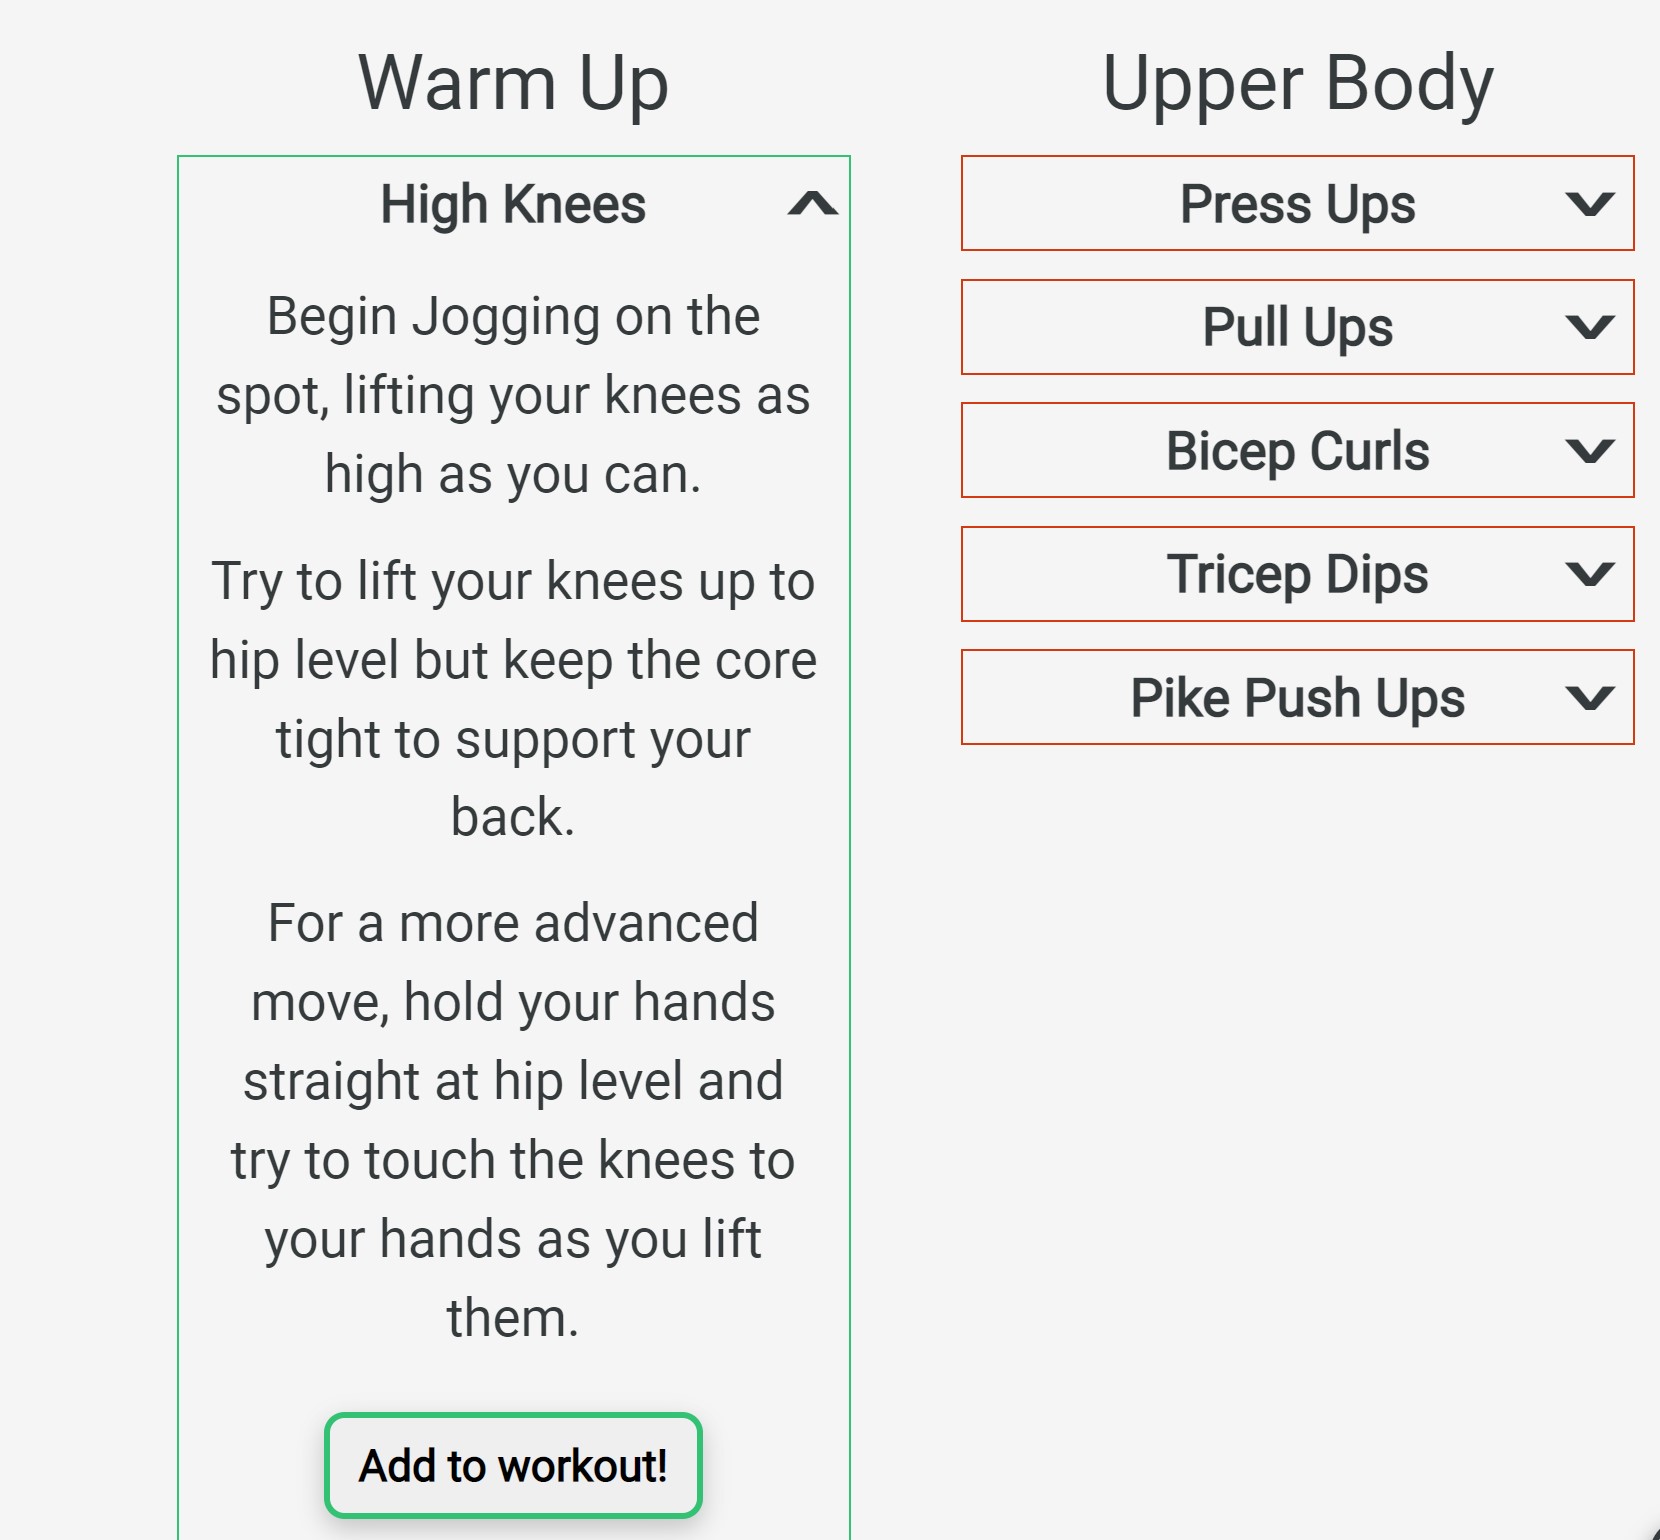 Warm Up
High Knees
Begin Jogging on the
spot, lifting your knees as
high as you can.
Try to lift your knees up to
hip level but keep the core
tight to support your
back.
For a more advanced
move, hold your hands
straight at hip level and
try to touch the knees to
your hands as you lift
them.
Add to workout!
Upper Body
Press Ups
Pull Ups
Bicep Curls
Tricep Dips
Pike Push Ups